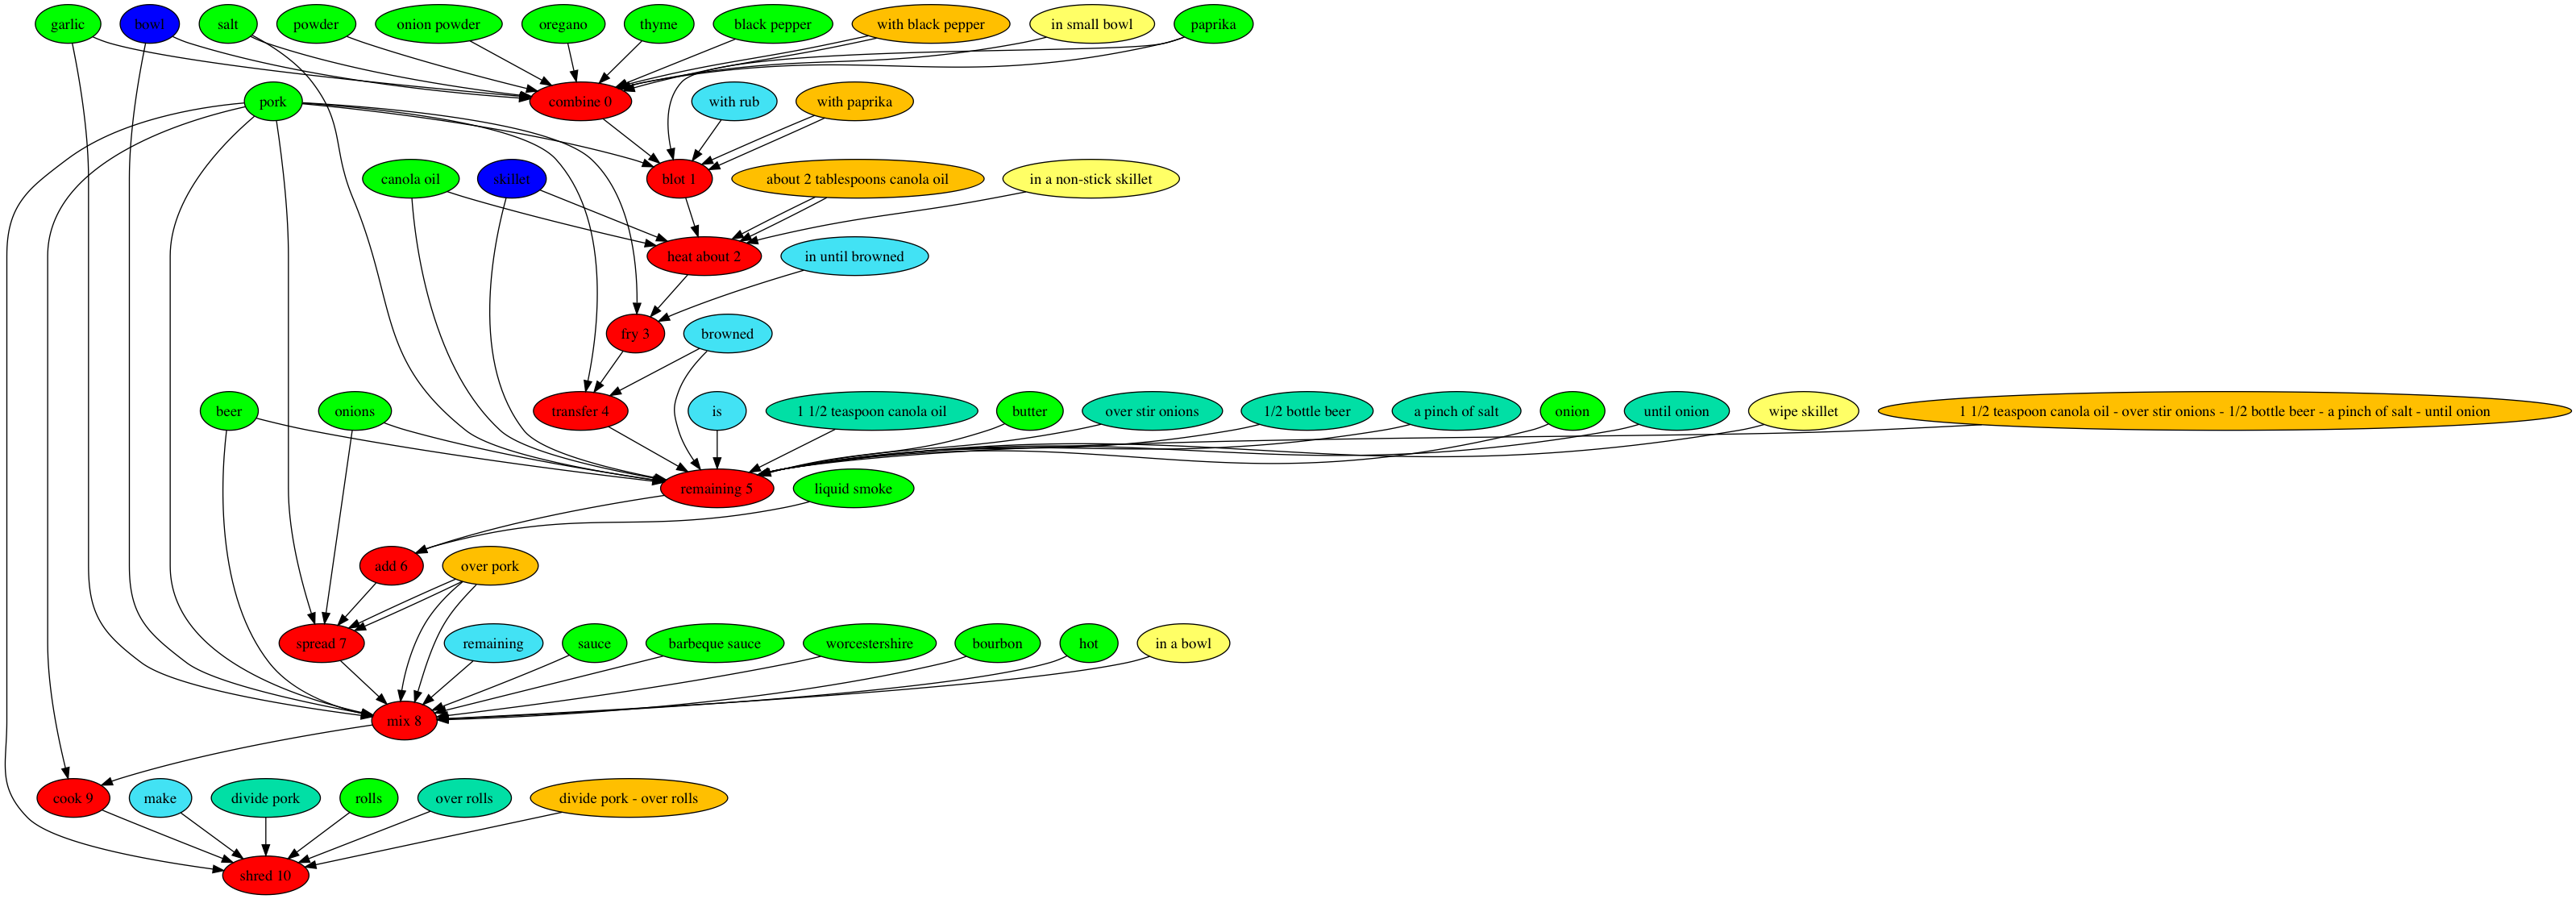 garlic
bowl
salt
powder
onion powder
oregano
thyme
black pepper
with black pepper
in small bowl
paprika
pork
combine 0
with rub
with paprika
canola oil
skillet
blot 1
about 2 tablespoons canola oil
in a non-stick skillet
heat about 2
in until browned
fry 3
browned
beer
onions
transfer 4
is
1 1/2 teaspoon canola oil
butter
over stir onions
1/2 bottle beer
a pinch of salt
onion
until onion
wipe skillet
1 1/2 teaspoon canola oil - over stir onions - 1/2 bottle beer - a pinch of salt - until onion
remaining 5
liquid smoke
add 6
over pork
spread 7
remaining
sauce
barbeque sauce
worcestershire
bourbon
hot
in a bowl
mix 8
cook 9
make
divide pork
rolls
over rolls
divide pork - over rolls
shred 10